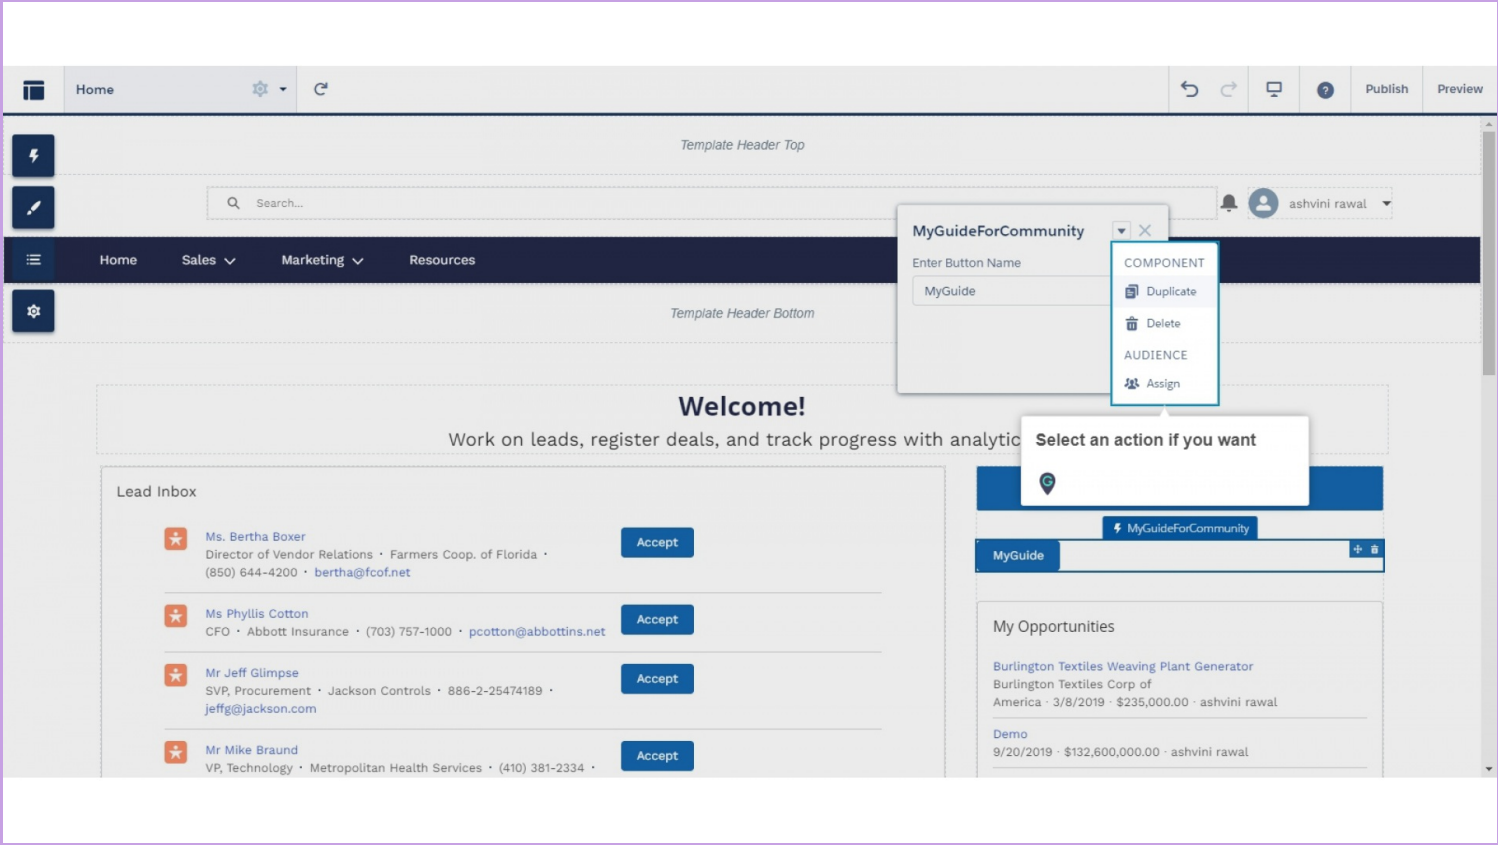 Home
Publish
Preview
Template Header Top
Search...
ashvini rawal
Home
Sales
Marketing
Resources
Template Header Bottom
MyGuideForCommunity
Enter Button Name
MyGuide
COMPONENT
Duplicate
Delete
AUDIENCE
Assign
Select an action if you want
Welcome!
Work on leads, register deals, and track progress with
Lead Inbox
Ms. Bertha Boxer
Director of Vendor Relations · Farmers Coop. of Florida ·
(850) 644-4200 · bertha@fcof.net
Accept
Ms Phyllis Cotton
CFO · Abbott Insurance · (703) 757-1000 · pcotton@abbottins.net
Accept
Mr Jeff Glimpse
SVP, Procurement · Jackson Controls · 886-2-25474189 ·
jeffg@jackson.com
Accept
Mr Mike Braund
VP, Technology · Metropolitan Health Services · (410) 381-2334 ·
Accept
MyGuideForCommunity
MyGuide
My Opportunities
Burlington Textiles Weaving Plant Generator
Burlington Textiles Corp of
America · 3/8/2019 · $235,000.00 · ashvini rawal
Demo
9/20/2019 · $132,600,000.00 · ashvini rawal